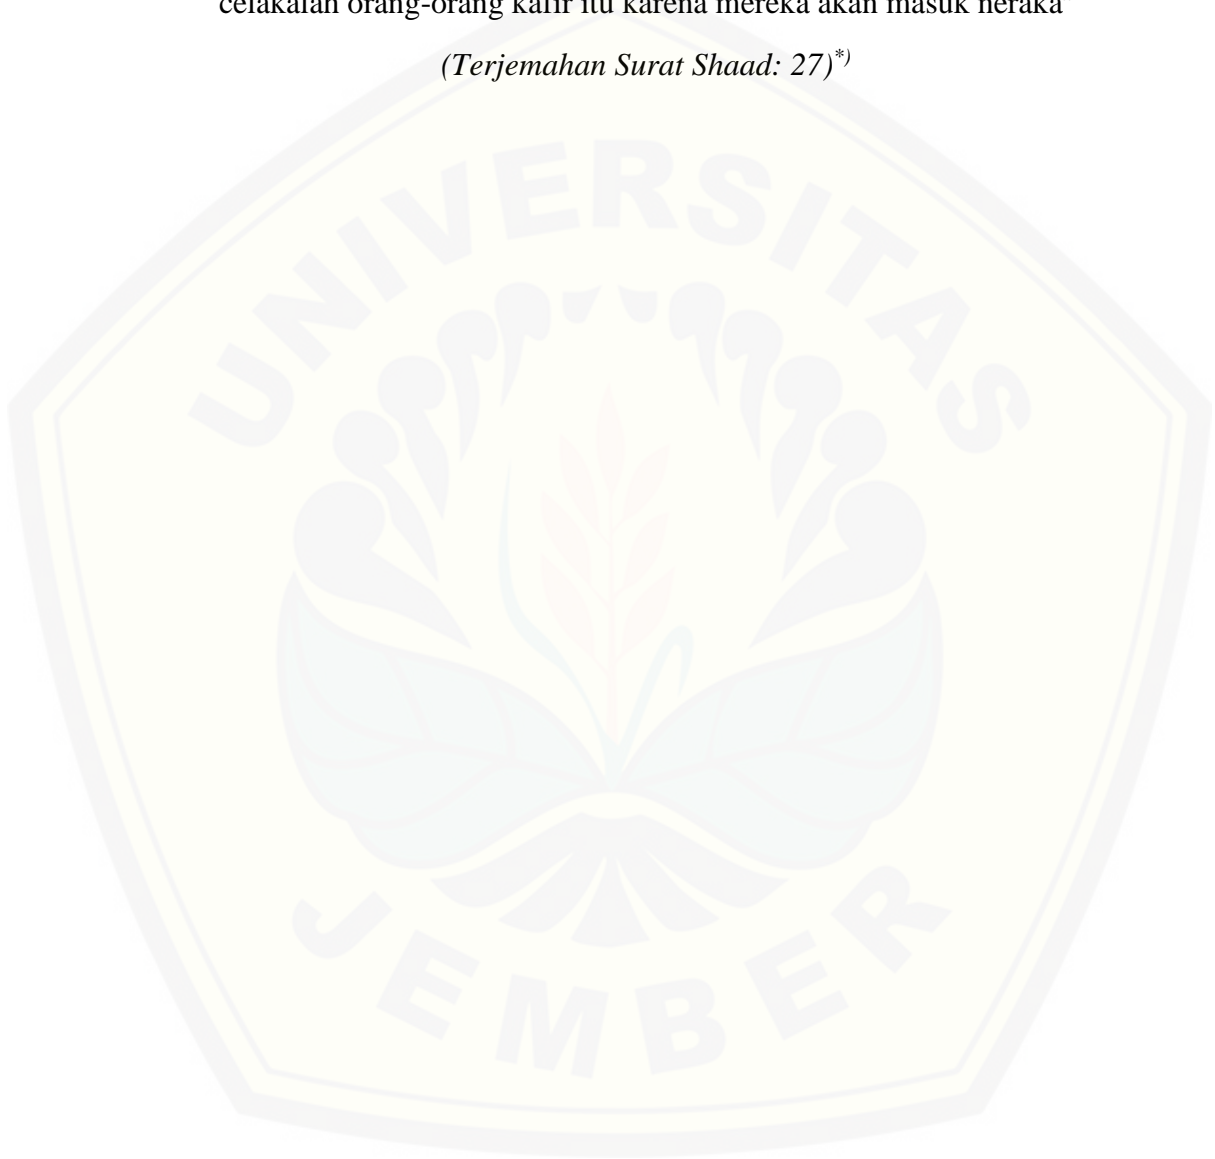 celakalah orang-orang kafir itu karena mereka akan masuk neraka"
(Terjemahan Surat Shaad: 27)*)
UNIVERSITAS
JEMBER